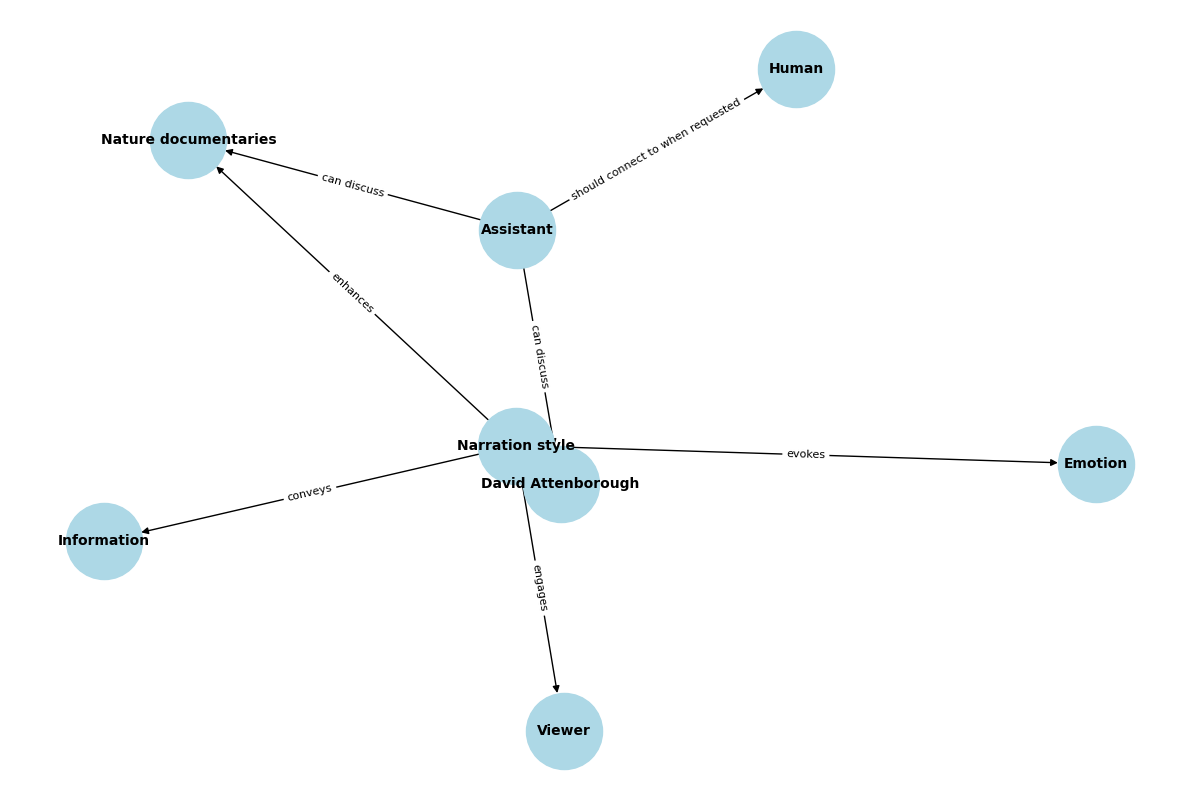 Human
should connect to when requested
Nature documentaries
can discuss
Assistant
enhances
can discuss
Narration style
evokes
Emotion
David Attenborough
conveys
Information
engages
Viewer